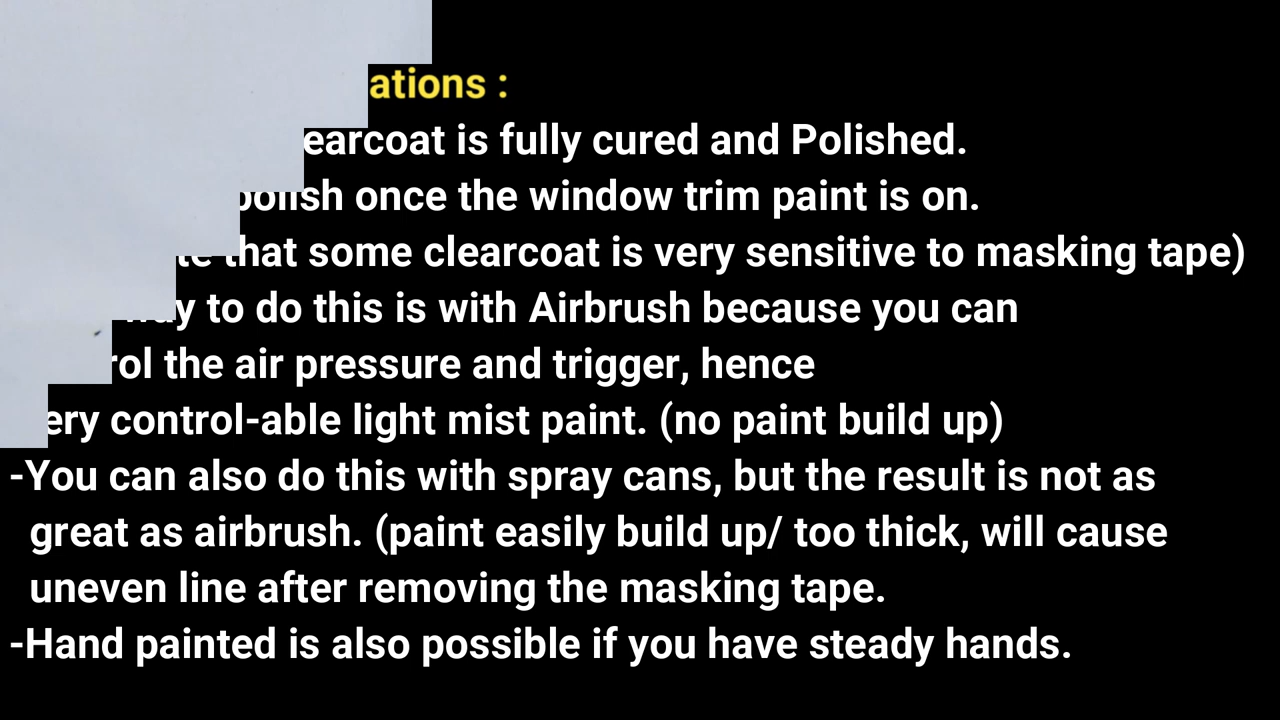 ations :
earcoat is fully cured and Polished.
polish once the window trim paint is on.
that some clearcoat is very sensitive to masking tape)
way to do this is with Airbrush because you can
rol the air pressure and trigger, hence
ery control-able light mist paint. (no paint build up)
-You can also do this with spray cans, but the result is not as
great as airbrush. (paint easily build up/ too thick, will cause
uneven line after removing the masking tape.
-Hand painted is also possible if you have steady hands.